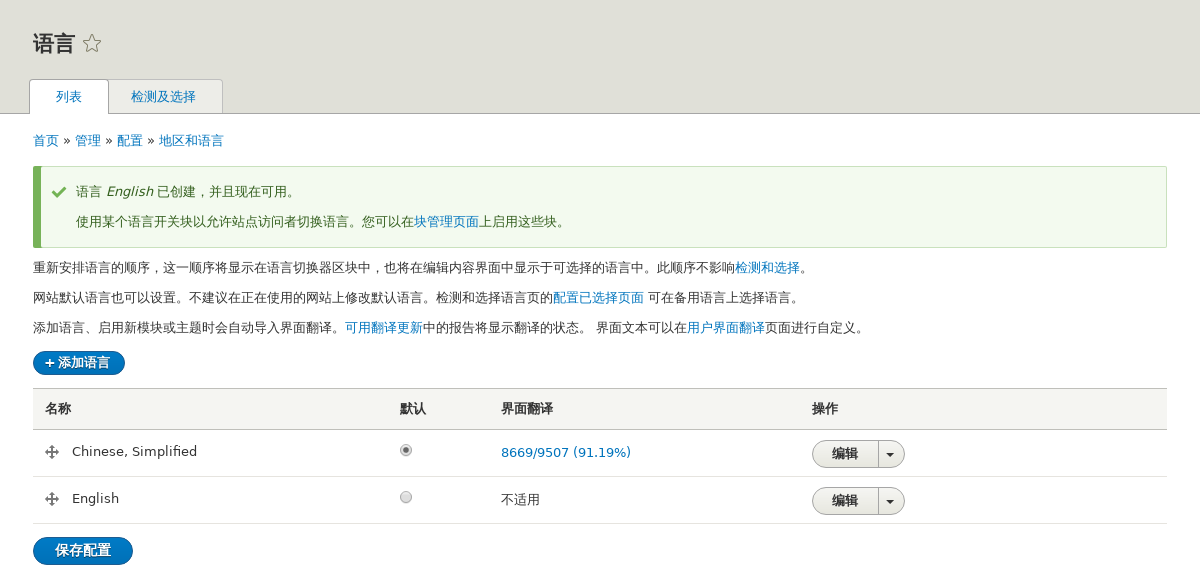 语言
列表 检测及选择
首页 » 管理 » 配置 » 地区和语言
语言 English 已创建，并且现在可用。
使用某个语言开关块以允许站点访问者切换语言。您可以在块管理页面上启用这些块。
重新安排语言的顺序，这一顺序将显示在语言切换器区块中，也将在编辑内容界面中显示于可选择的语言中。此顺序不影响检测和选择。
网站默认语言也可以设置。不建议在正在使用的网站上修改默认语言。检测和选择语言页的配置已选择页面 可在备用语言上选择语言。
添加语言、启用新模块或主题时会自动导入界面翻译。可用翻译更新中的报告将显示翻译的状态。 界面文本可以在用户界面翻译页面进行自定义。
+ 添加语言
名称 默认 界面翻译 操作
Chinese, Simplified 8669/9507 (91.19%) 编辑
English 不适用 编辑
保存配置